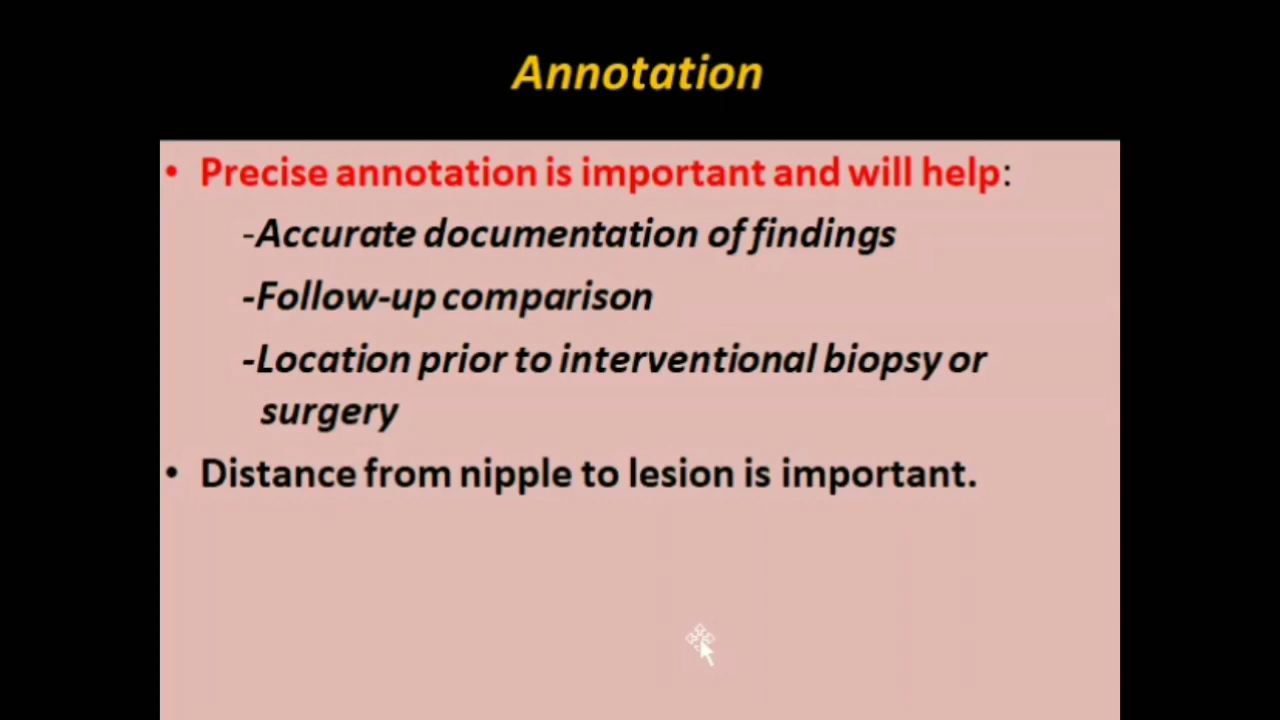 Annotation
• Precise annotation is important and will help:
-Accurate documentation of findings
-Follow-up comparison
-Location prior to interventional biopsy or
surgery
• Distance from nipple to lesion is important.